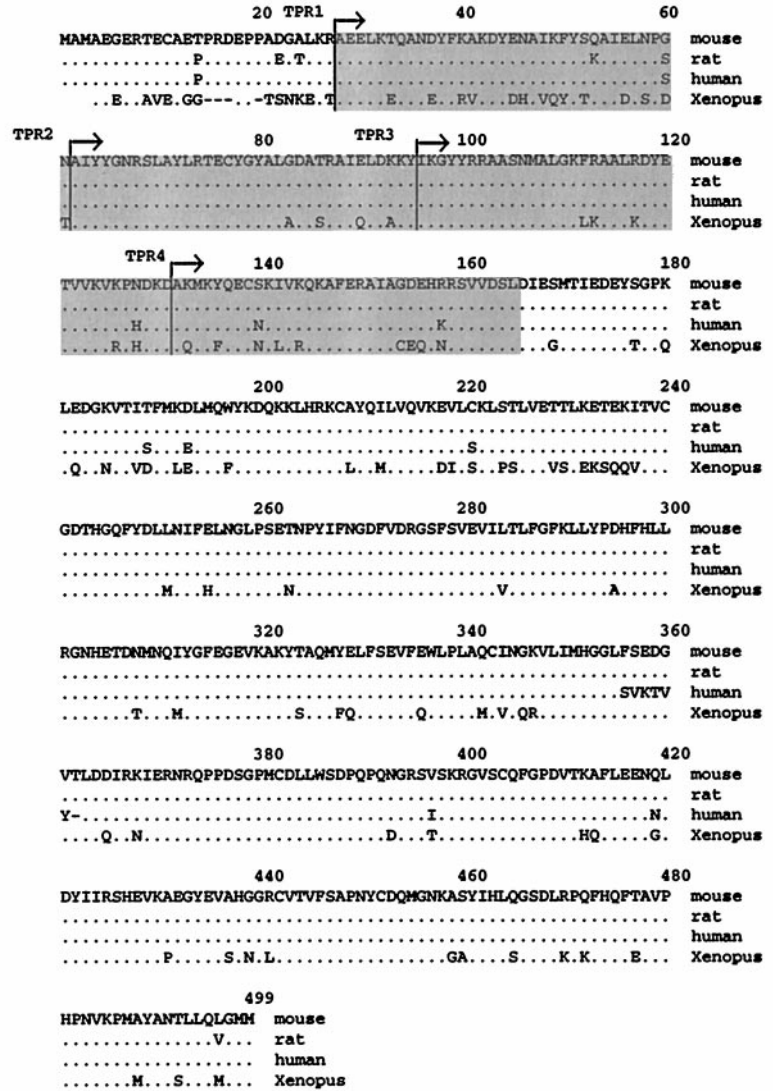 20 TPR1 40 60
MAMAEGERTECAETPRDEPPADGALKRAEELKTQANDYFKAKDYENAIKFYSQAIELNPG mouse
.............P.......E.T............................K......S rat
.............P.............................................S human
..E..AVE.GG---..-TSNKE.T.....E...E..RV...DH.VQY.T...D.S.D Xenopus
TPR2 80 TPR3 100 120
NAIYYGNRSLAYLRTECYGYALGDATRAIELDKKYIKGYYRRAASNMALGKFRAALRDYE mouse
............................................................ rat
............................................................ human
T.....................A..S...Q..A..................LK...K... Xenopus
TPR4 140 160 180
TVVKVKPNDKDAKMKYQECSKIVKQKAFERAIAGDEHRRSVVDSLDIESMTIEDEYSGPK mouse
............................................................ rat
.......H...........N.................K...................... human
.....R.H....Q..F...N.L.R.........CEQ.N..........G.......T..Q Xenopus
200 220 240
LEDGKVTITFMKDLMQWYKDQKKLHRKCAYQILVQVKEVLCKLSTLVETTLKETEKITVC mouse
............................................................ rat
........S...E...........................S................... human
.Q..N..VD..LE...F...........L..M.....DI.S..PS...VS.EKSQQV... Xenopus
260 280 300
GDTHGQFYDLLNIFELNGLPSETNPYIFNGDFVDRGSFSVEVILTLFGFKLLYPDHFHLL mouse
............................................................ rat
............................................................ human
..........M...H.......N....................V..........A..... Xenopus
320 340 360
RGNHETDNMNQIYGFEGEVKAKYTAQMYELFSEVFEWLPLAQCINGKVLIMHGGLFSEDG mouse
............................................................ rat
.......................................................SVKTV human
.......T...M...........T...FQ......Q.....M.V.QR............. Xenopus
380 400 420
VTLDDIRKIERNRQPPDSGPMCDLLWSDPQPQNGRSVSKRGVSCQFGPDVTKAFLEENQL mouse
............................................................ rat
Y-..................................I.....................N. human
....Q..N........................D...T..............HQ.....G. Xenopus
440 460 480
DYIIRSHEVKAEGYEVAHGGRCVTVFSAPNYCDQMGNKASYIHLQGSDLRPQFHQFTAVP mouse
............................................................ rat
............................................................ human
..........P.....S.N.L.................GA....S....K.K....E... Xenopus
499
HPNVKPMAYANTLLQLGMM mouse
...............V... rat
................... human
.......M...S...M... Xenopus